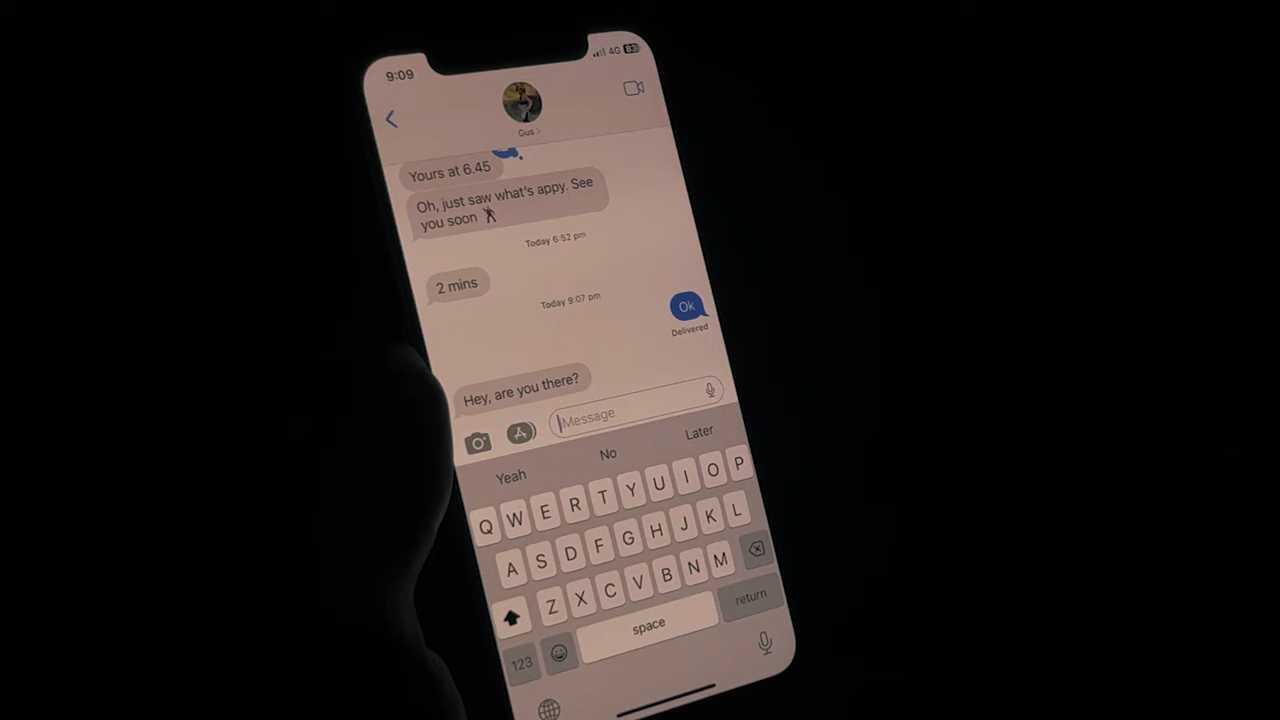 9:09
4G 83
Gus
Yours at 6.45
Oh, just saw what's appy. See
you soon
Today 6:52 pm
2 mins
Today 9:07 pm
Ok
Delivered
Hey, are you there?
iMessage
Yeah
No
Later
Q W E R T Y U I O P
A S D F G H J K L
Z X C V B N M
123
space
return